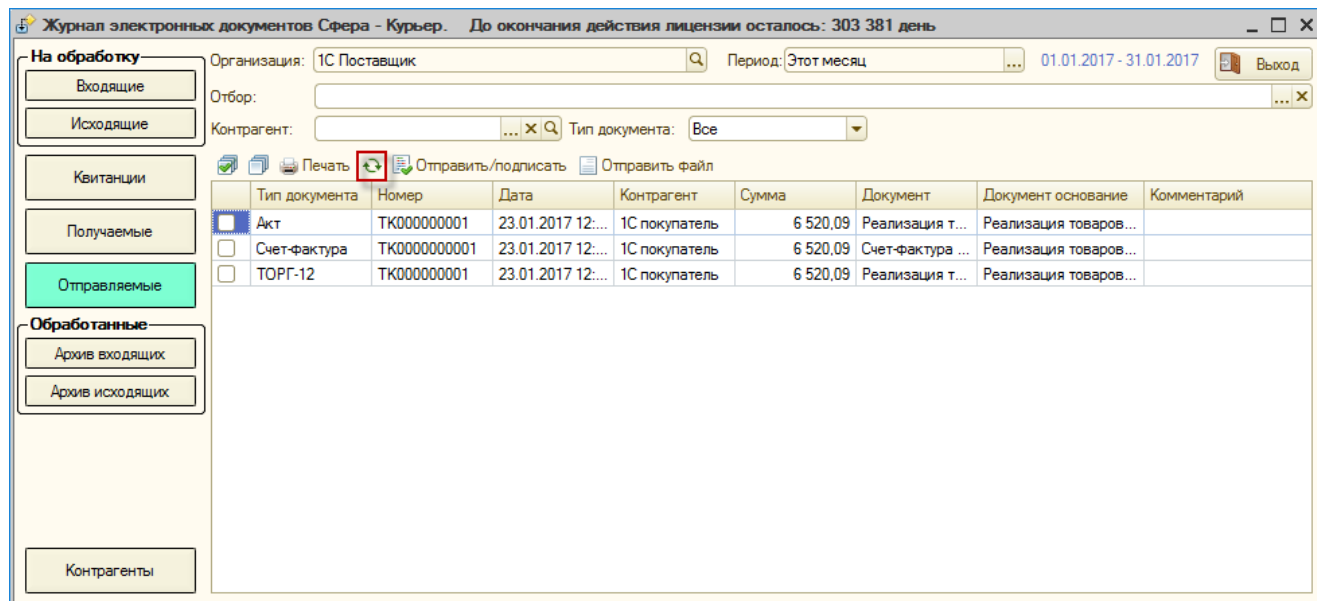 Журнал электронных документов Сфера - Курьер. До окончания действия лицензии осталось: 303 381 день
На обработку
Входящие
Исходящие
Квитанции
Получаемые
Отправляемые
Обработанные
Архив входящих
Архив исходящих
Контрагенты
Организация: 1С Поставщик Период: Этот месяц ... 01.01.2017 - 31.01.2017 Выход
Отбор: ...
Контрагент: ... Тип документа: Все
Печать Отправить/подписать Отправить файл
Тип документа Номер Дата Контрагент Сумма Документ Документ основание Комментарий
Акт ТК000000001 23.01.2017 12:... 1С покупатель 6 520,09 Реализация т... Реализация товаров...
Счет-фактура ТК0000000001 23.01.2017 12:... 1С покупатель 6 520,09 Счет-фактура ... Реализация товаров...
ТОРГ-12 ТК000000001 23.01.2017 12:... 1С покупатель 6 520,09 Реализация т... Реализация товаров...